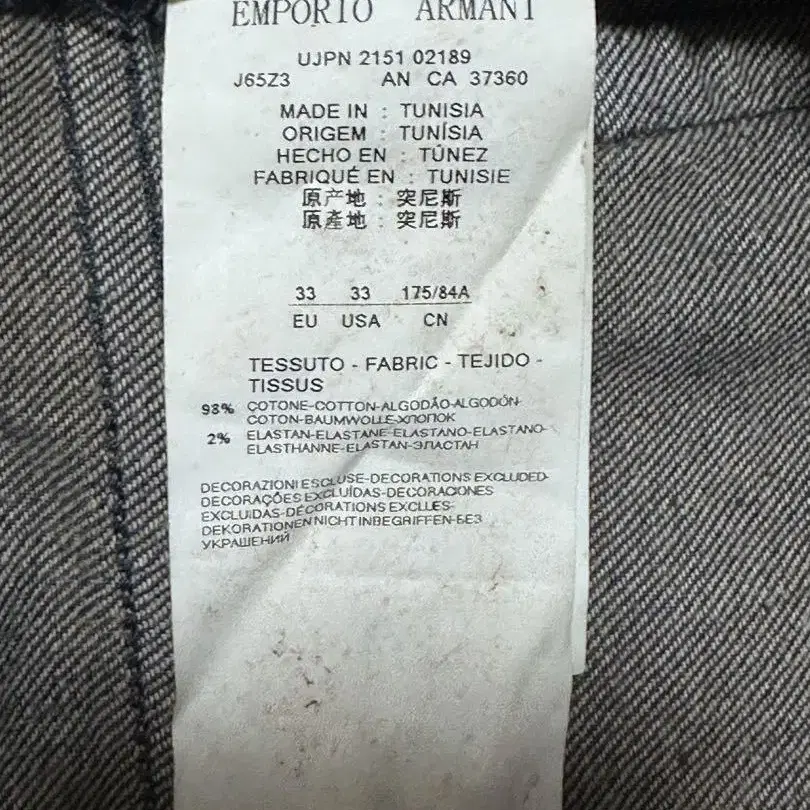 EMPORIO ARMANI
UJPN 2151 02189
J65Z3 AN CA 37360
MADE IN : TUNISIA
ORIGEM : TUNÍSIA
HECHO EN : TÚNEZ
FABRIQUÉ EN : TUNISIE
原产地 : 突尼斯
原產地 : 突尼斯
33 33 175/84A
EU USA CN
TESSUTO - FABRIC - TEJIDO -
TISSUS
98% COTONE-COTTON-ALGODÃO-ALGODÓN-
COTON-BAUMWOLLE-ХЛОПОК
2% ELASTAN-ELASTANE-ELASTANO-ELASTANO-
ELASTHANNE-ELASTAN-ЭЛАСТАН
DECORAZIONI ESCLUSE-DECORATIONS EXCLUDED-
DECORAÇÕES EXCLUÍDAS-DECORACIONES
EXCLUIDAS-DÉCORATIONS EXCLUES-
DEKORATIONEN NICHT INBEGRIFFEN-БЕЗ
УКРАШЕНИЙ